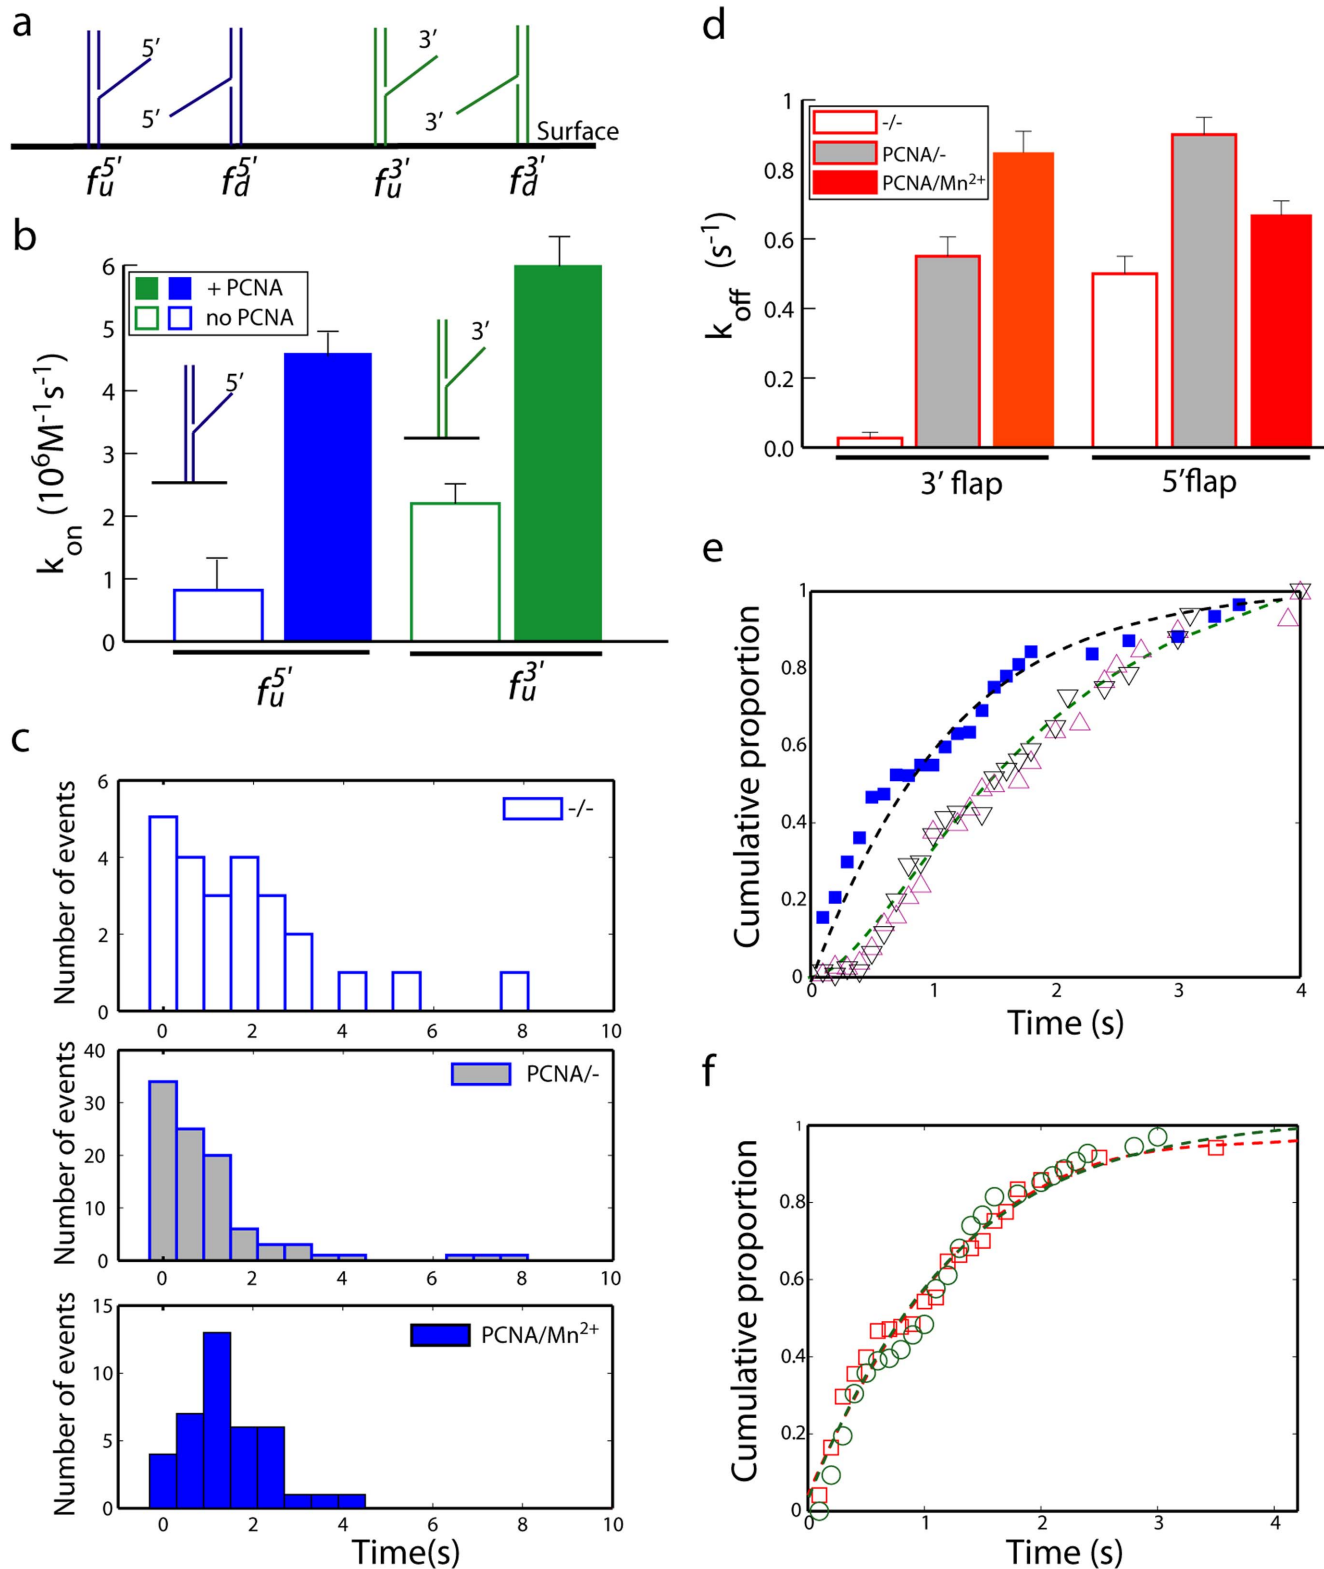 a
5′
5′
3′
3′
Surface
f_u^5′
f_d^5′
f_u^3′
f_d^3′
b
6
5
4
3
2
1
0
k_on (10^6M^-1s^-1)
+ PCNA
no PCNA
5′
3′
f_u^5′
f_u^3′
c
Number of events
6
4
2
0
-/-
0 2 4 6 8 10
Number of events
40
30
20
10
0
PCNA/-
0 2 4 6 8 10
Number of events
15
10
5
0
PCNA/Mn^2+
0 2 4 6 8 10
Time(s)
d
k_off (s^-1)
1
0.8
0.6
0.4
0.2
0.0
-/-
PCNA/-
PCNA/Mn^2+
3′ flap
5′flap
e
Cumulative proportion
1
0.8
0.6
0.4
0.2
0
0 1 2 3 4
Time (s)
f
Cumulative proportion
1
0.8
0.6
0.4
0.2
0
0 1 2 3 4
Time (s)